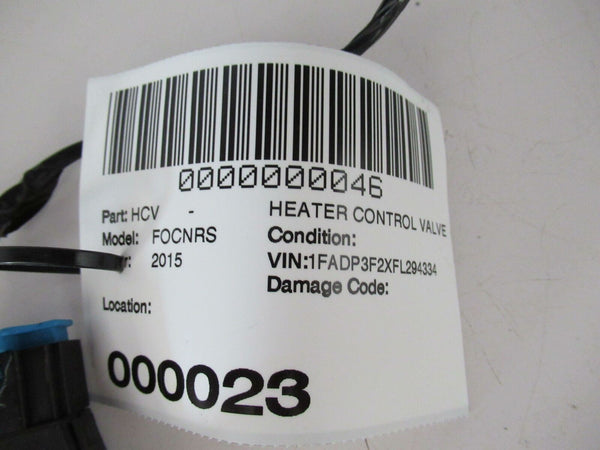 0000000046
Part: HCV - HEATER CONTROL VALVE
Model: FOCNRS Condition:
2015 VIN:1FADP3F2XFL294334
Damage Code:
Location:
000023